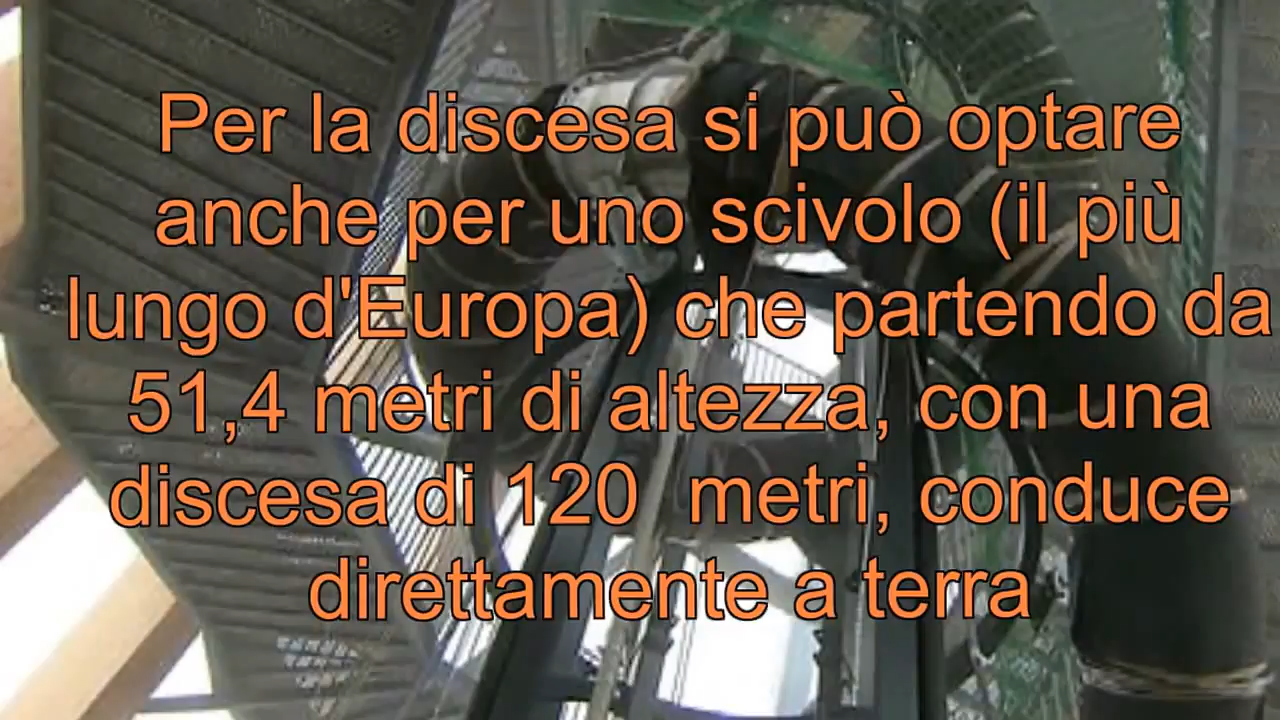 Per la discesa si può optare
anche per uno scivolo (il più
lungo d'Europa) che partendo da
51,4 metri di altezza, con una
discesa di 120  metri, conduce
direttamente a terra